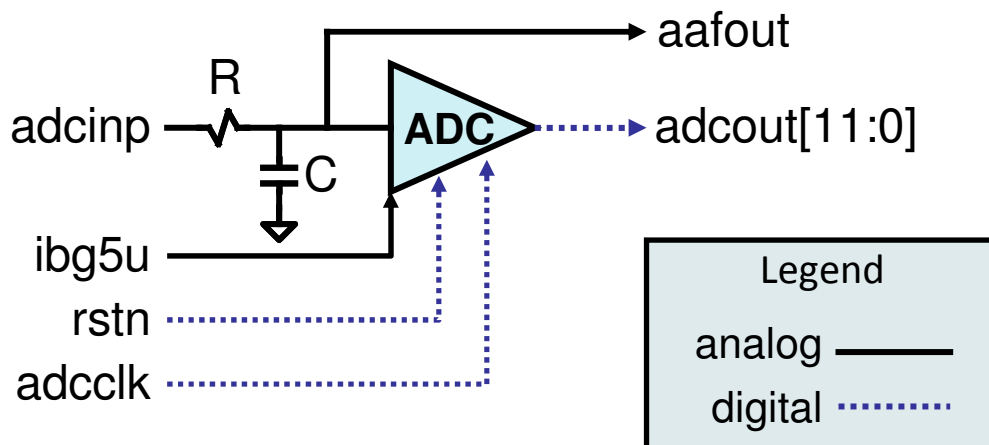 aafout
R
adcinp
ADC
adcout[11:0]
C
ibg5u
Legend
rstn
analog
adcclk
digital